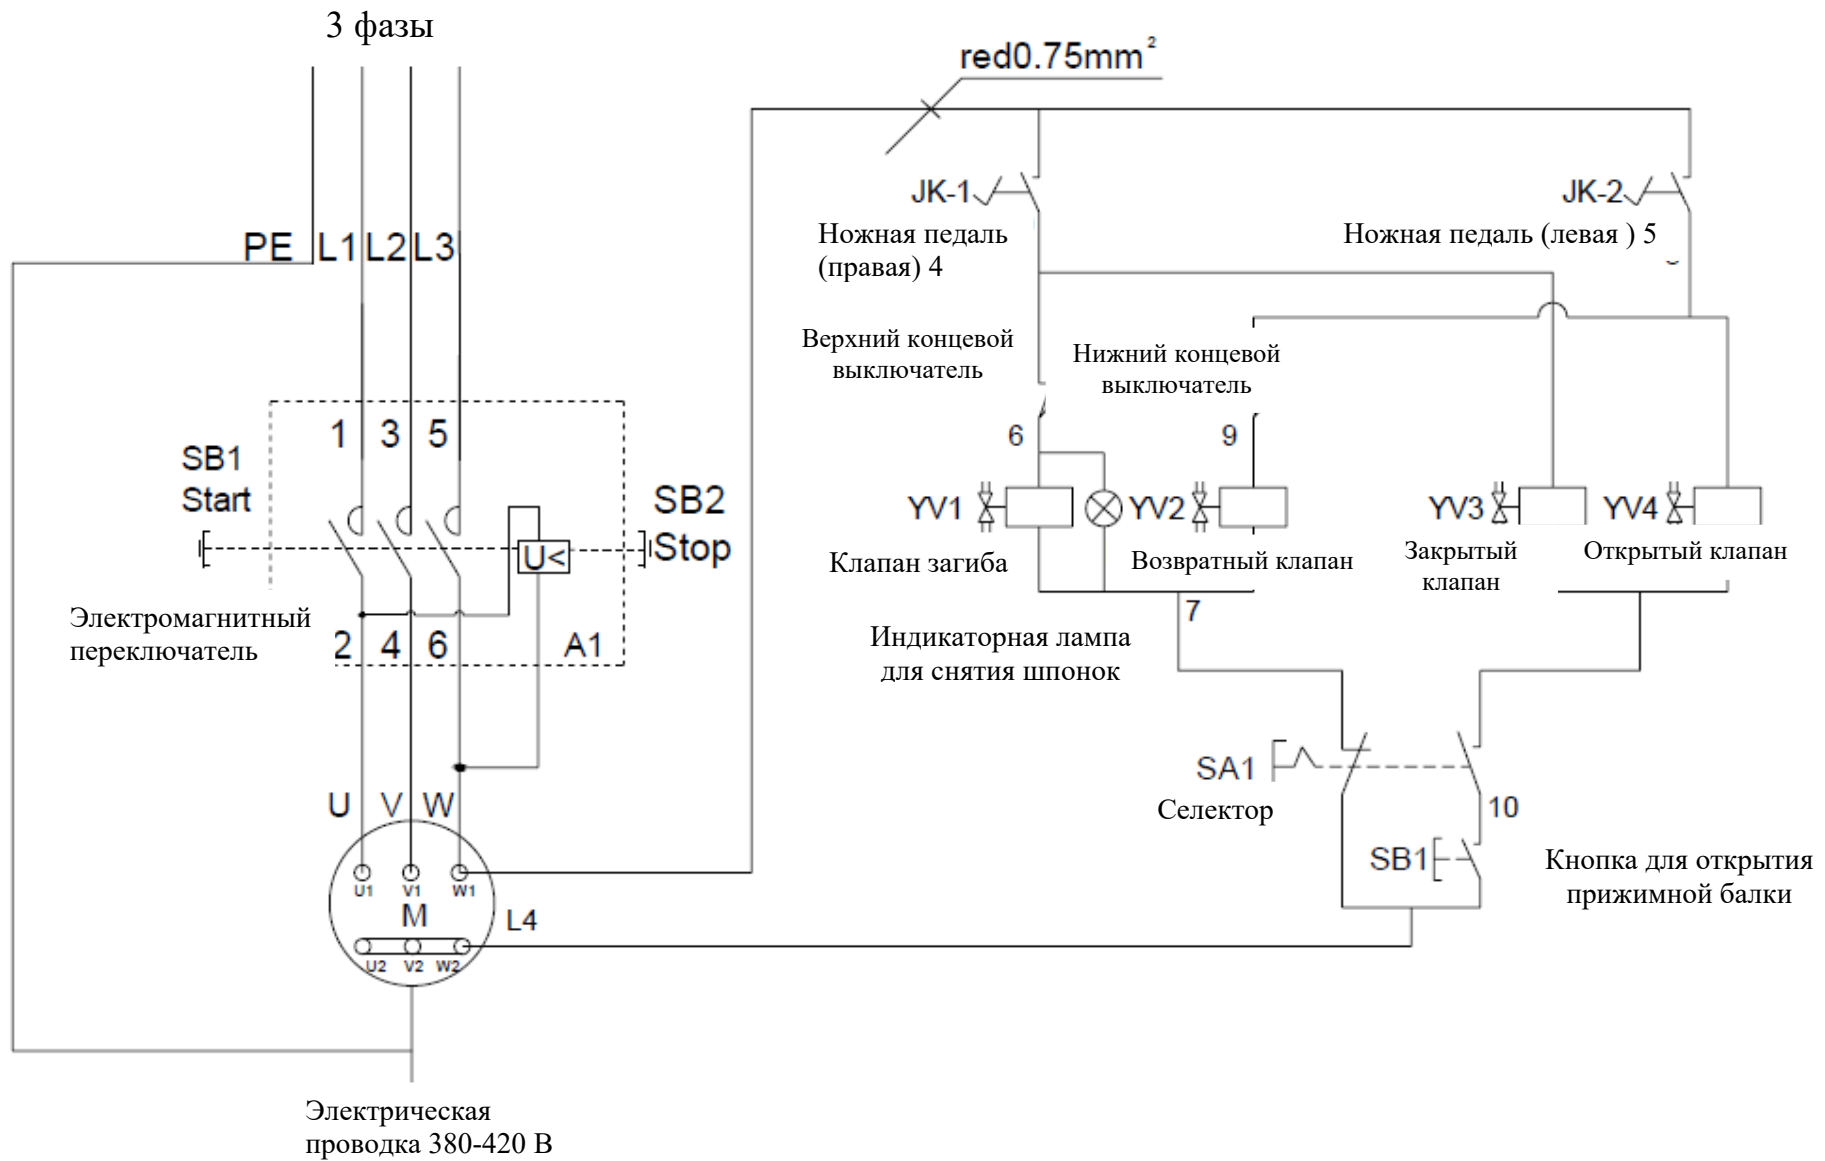 3 фазы
red0.75mm²
JK-1
JK-2
Ножная педаль
(правая) 4
Ножная педаль (левая ) 5
PE L1 L2 L3
Верхний концевой
выключатель
Нижний концевой
выключатель
1 3 5
6
9
SB1
Start
SB2
Stop
YV1
YV2
YV3
YV4
U<
Клапан загиба
Возвратный клапан
Закрытый
клапан
Открытый клапан
Электромагнитный
переключатель
2 4 6
A1
7
Индикаторная лампа
для снятия шпонок
SA1
Селектор
U V W
10
SB1
Кнопка для открытия
прижимной балки
U1 V1 W1
M
L4
U2 V2 W2
Электрическая
проводка 380-420 В